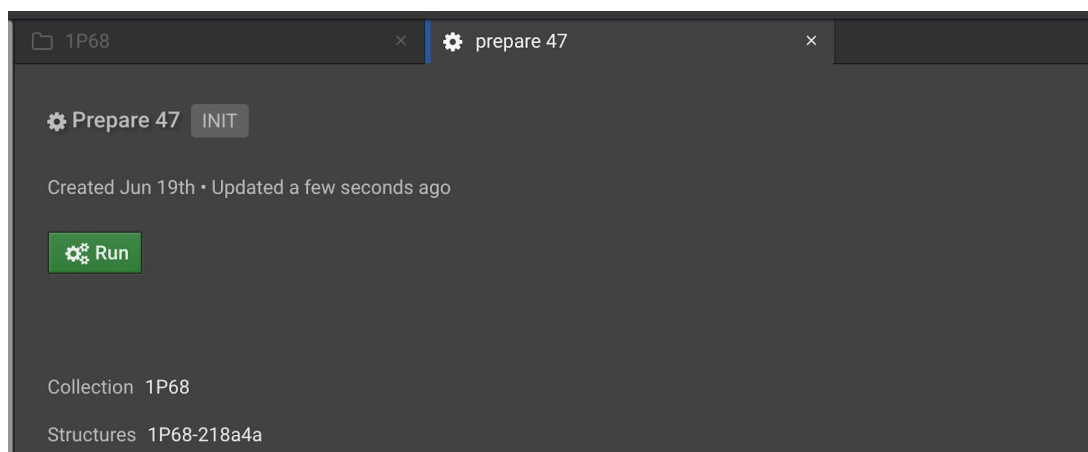 1P68 × prepare 47 ×
Prepare 47 INIT
Created Jun 19th • Updated a few seconds ago
Run
Collection 1P68
Structures 1P68-218a4a